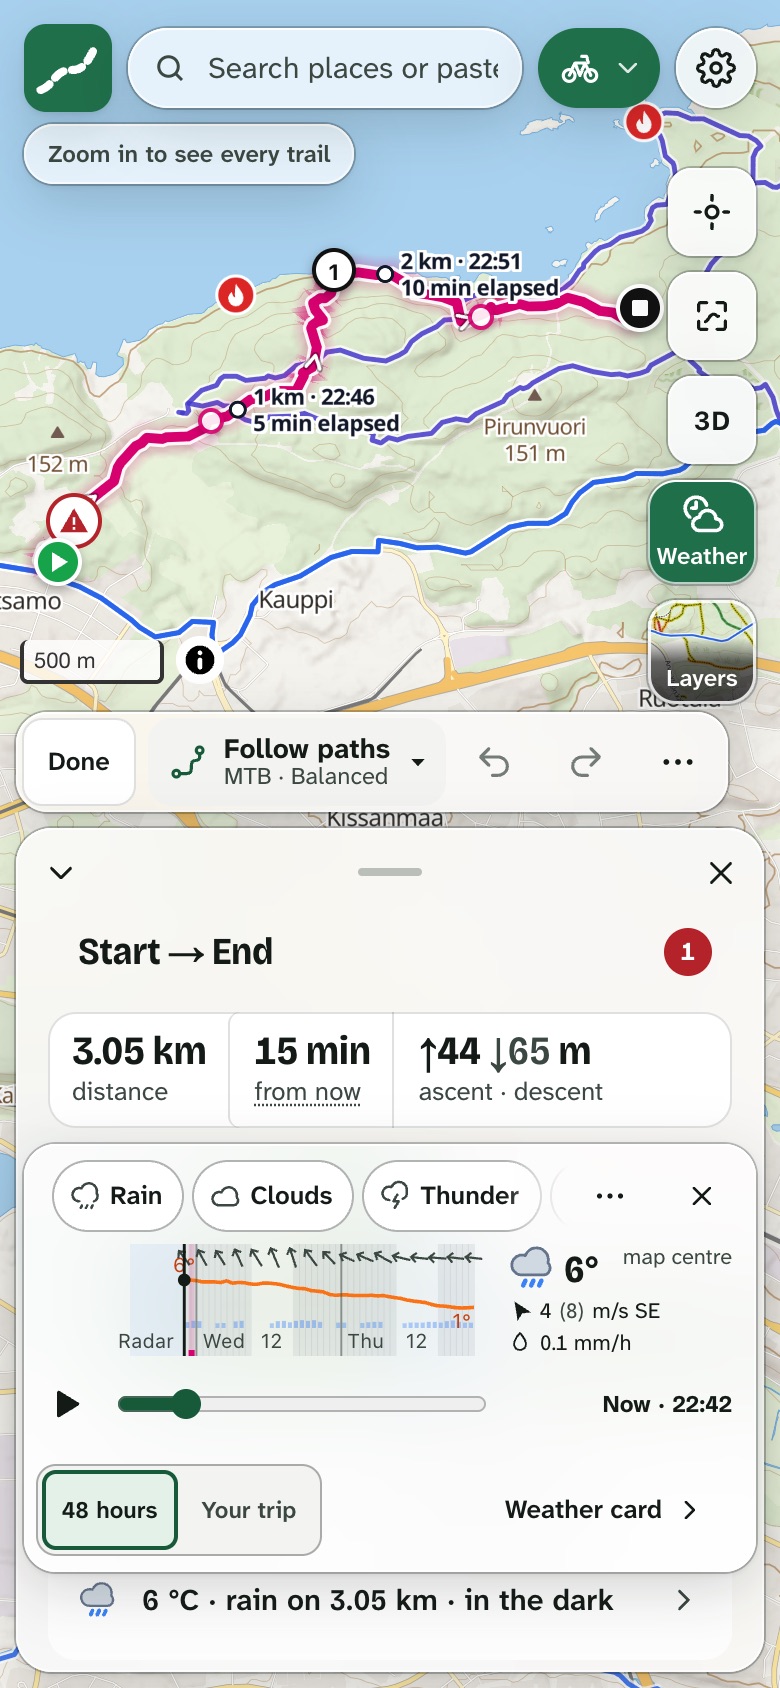 Search places or paste
Zoom in to see every trail
1
2 km · 22:51
10 min elapsed
1 km · 22:46
5 min elapsed
Pirunvuori
151 m
152 m
3D
Weather
tsamo
Kauppi
500 m
Layers
Done
Follow paths
MTB · Balanced
Kissanmaa
Start → End
1
3.05 km
distance
15 min
from now
↑44 ↓65 m
ascent · descent
Rain
Clouds
Thunder
6°
1°
Radar
Wed
12
Thu
12
6°
map centre
4 (8) m/s SE
0.1 mm/h
Now · 22:42
48 hours
Your trip
Weather card
6 °C · rain on 3.05 km · in the dark